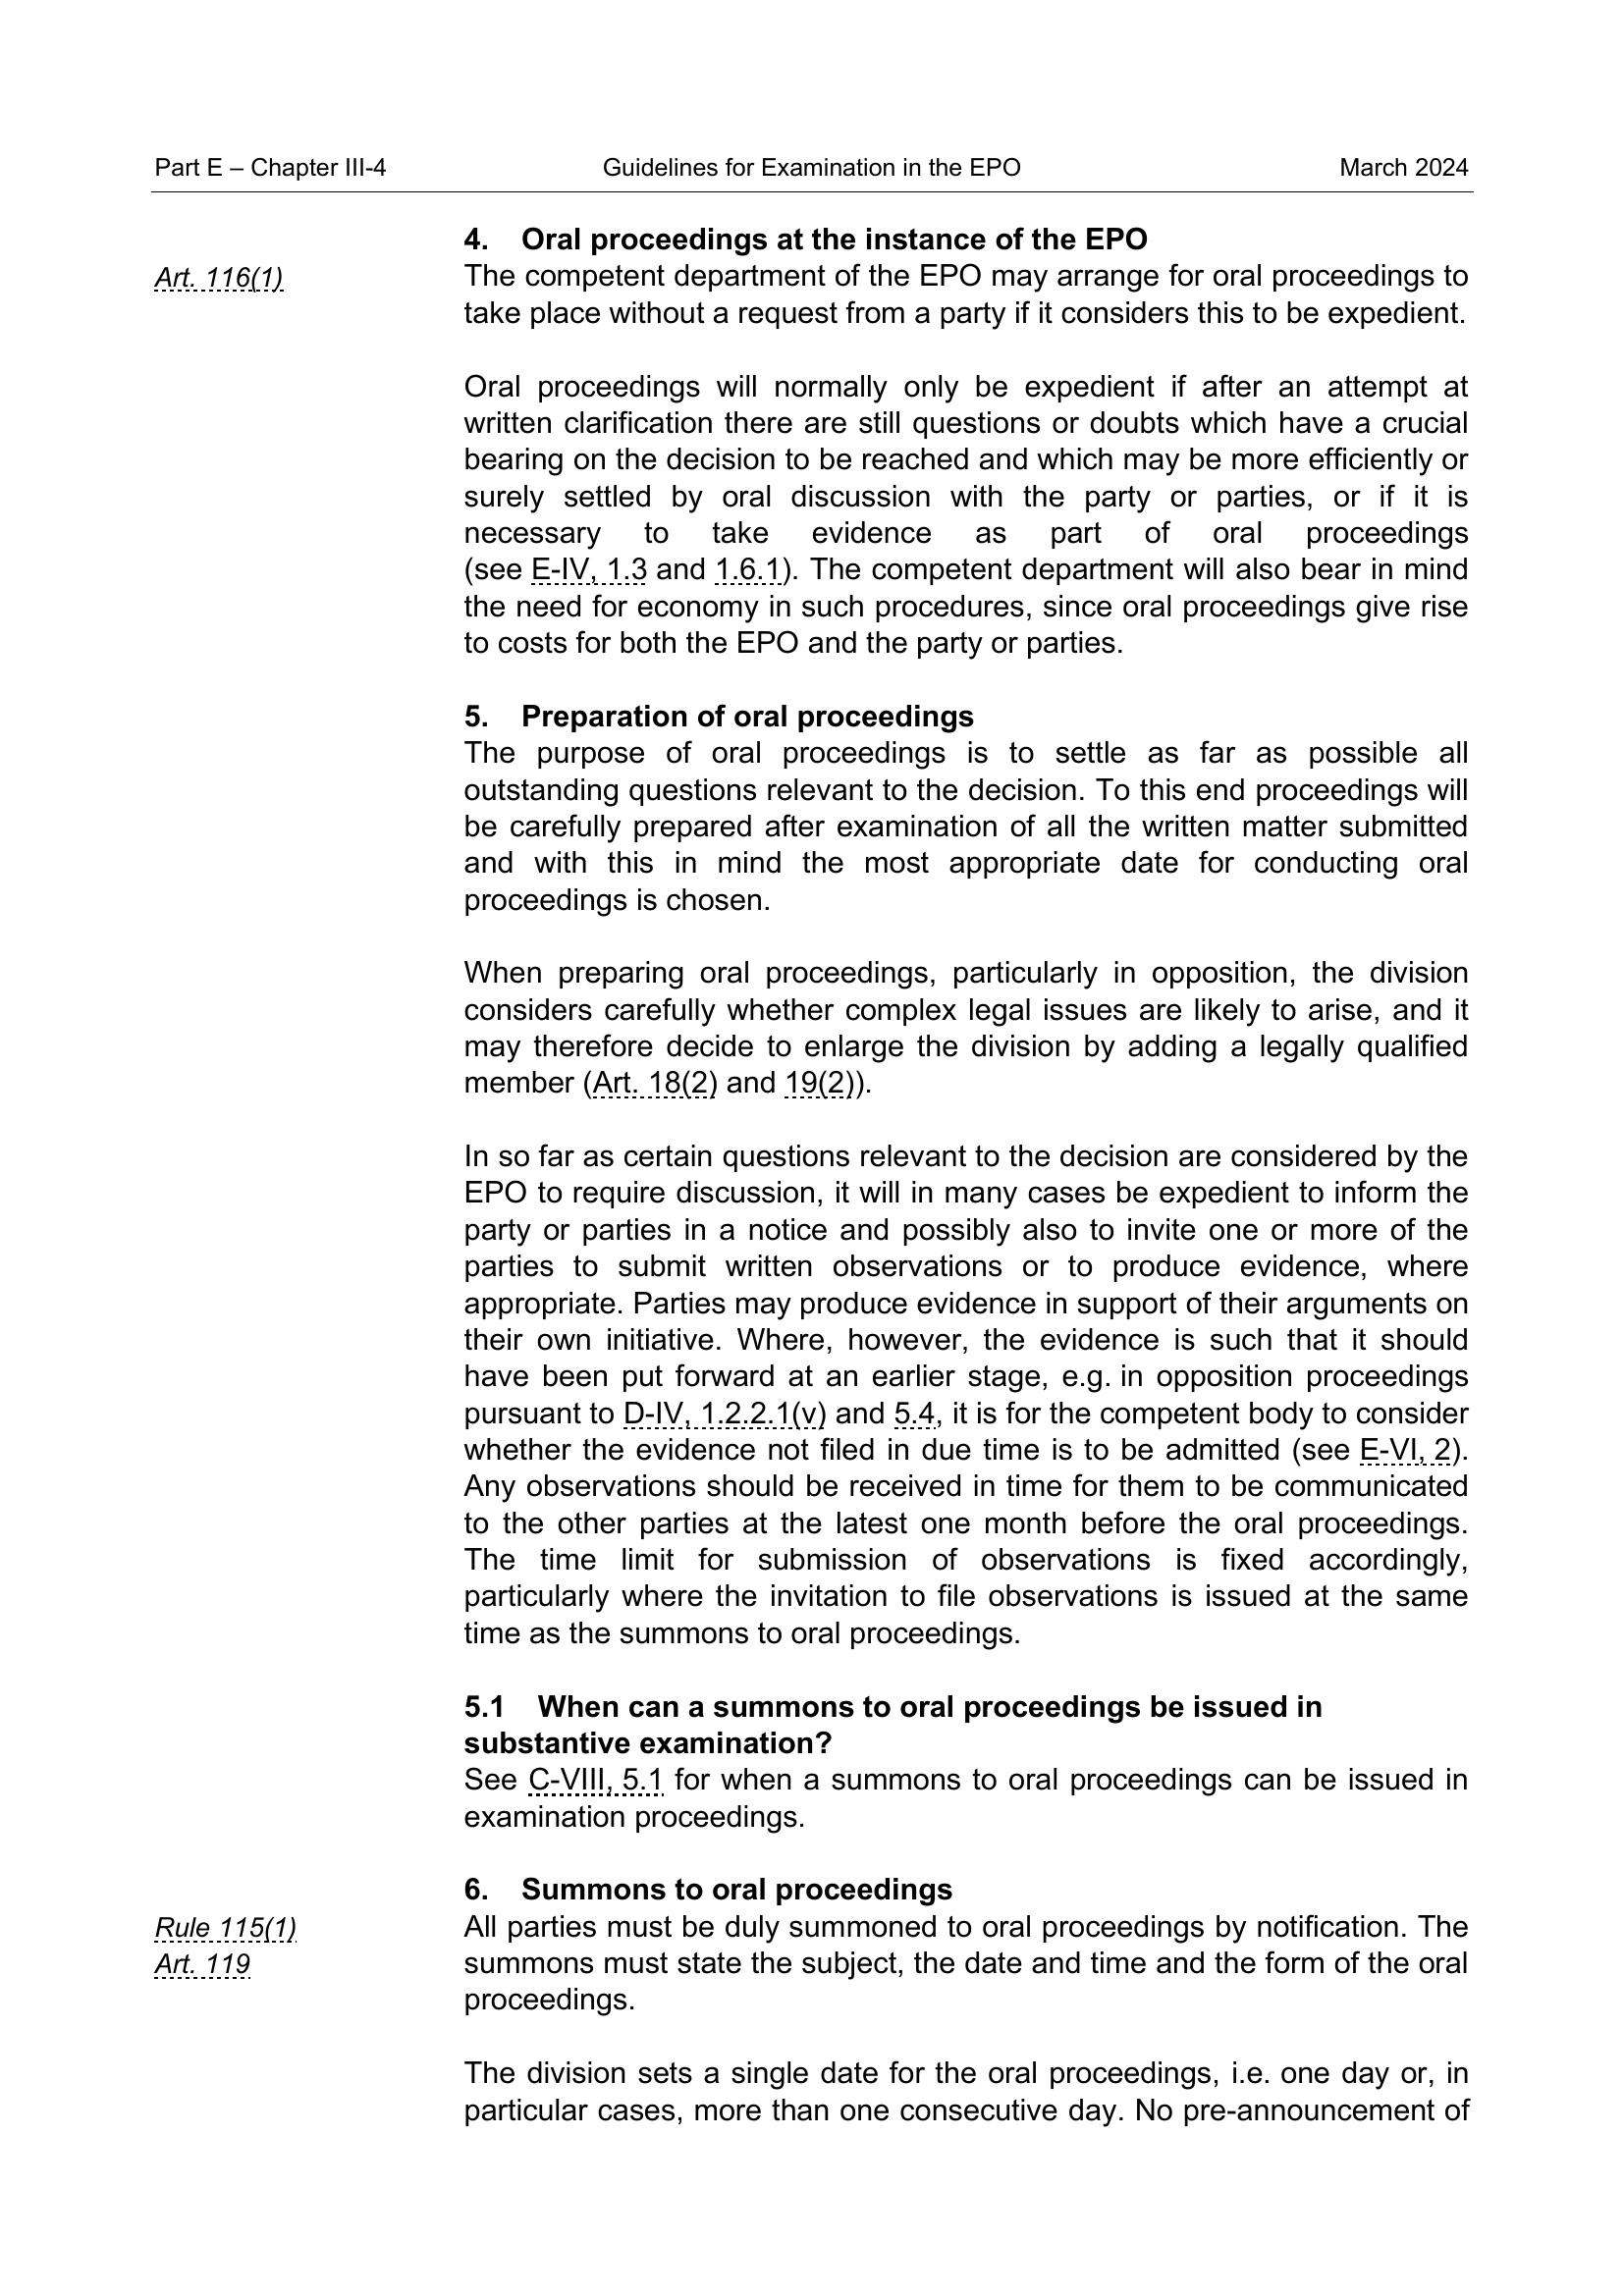 Part E – Chapter III-4 Guidelines for Examination in the EPO March 2024
4. Oral proceedings at the instance of the EPO
Art. 116(1) The competent department of the EPO may arrange for oral proceedings to
take place without a request from a party if it considers this to be expedient.
Oral proceedings will normally only be expedient if after an attempt at
written clarification there are still questions or doubts which have a crucial
bearing on the decision to be reached and which may be more efficiently or
surely settled by oral discussion with the party or parties, or if it is
necessary to take evidence as part of oral proceedings
(see E-IV, 1.3 and 1.6.1). The competent department will also bear in mind
the need for economy in such procedures, since oral proceedings give rise
to costs for both the EPO and the party or parties.
5. Preparation of oral proceedings
The purpose of oral proceedings is to settle as far as possible all
outstanding questions relevant to the decision. To this end proceedings will
be carefully prepared after examination of all the written matter submitted
and with this in mind the most appropriate date for conducting oral
proceedings is chosen.
When preparing oral proceedings, particularly in opposition, the division
considers carefully whether complex legal issues are likely to arise, and it
may therefore decide to enlarge the division by adding a legally qualified
member (Art. 18(2) and 19(2)).
In so far as certain questions relevant to the decision are considered by the
EPO to require discussion, it will in many cases be expedient to inform the
party or parties in a notice and possibly also to invite one or more of the
parties to submit written observations or to produce evidence, where
appropriate. Parties may produce evidence in support of their arguments on
their own initiative. Where, however, the evidence is such that it should
have been put forward at an earlier stage, e.g. in opposition proceedings
pursuant to D-IV, 1.2.2.1(v) and 5.4, it is for the competent body to consider
whether the evidence not filed in due time is to be admitted (see E-VI, 2).
Any observations should be received in time for them to be communicated
to the other parties at the latest one month before the oral proceedings.
The time limit for submission of observations is fixed accordingly,
particularly where the invitation to file observations is issued at the same
time as the summons to oral proceedings.
5.1 When can a summons to oral proceedings be issued in
substantive examination?
See C-VIII, 5.1 for when a summons to oral proceedings can be issued in
examination proceedings.
6. Summons to oral proceedings
Rule 115(1) All parties must be duly summoned to oral proceedings by notification. The
Art. 119 summons must state the subject, the date and time and the form of the oral
proceedings.
The division sets a single date for the oral proceedings, i.e. one day or, in
particular cases, more than one consecutive day. No pre-announcement of